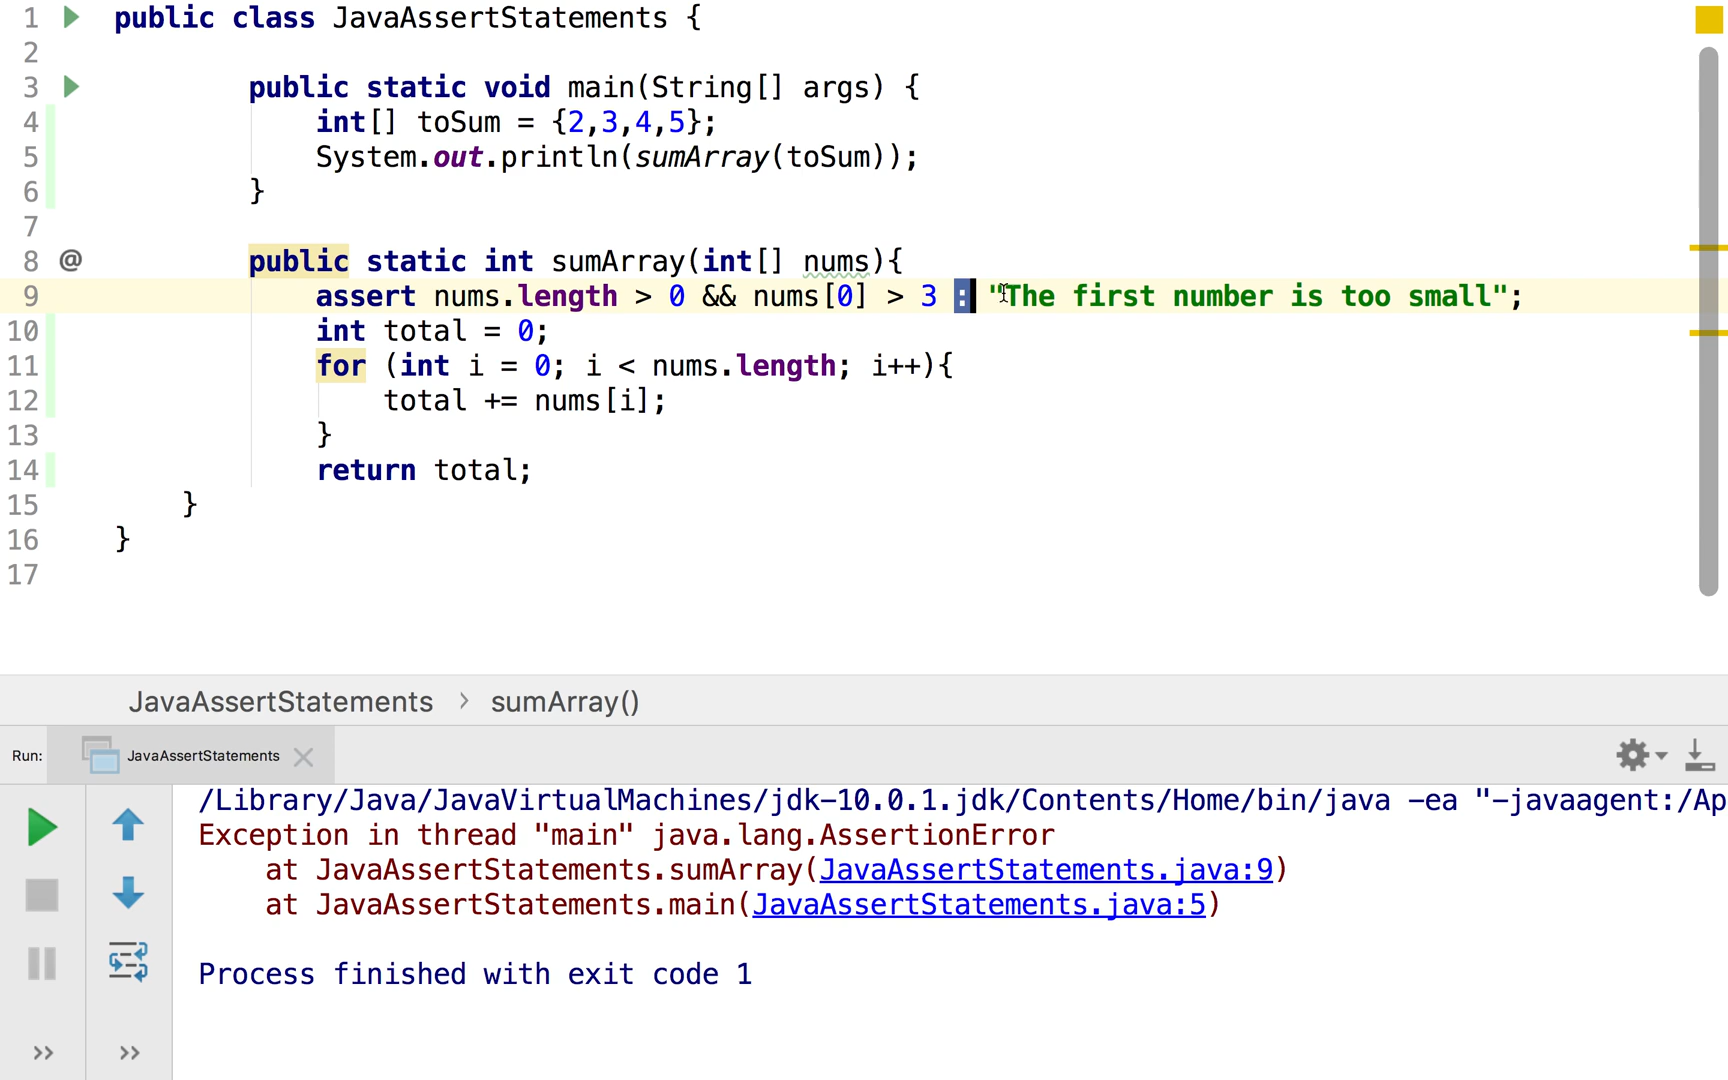 1 public class JavaAssertStatements {
2
3 public static void main(String[] args) {
4 int[] toSum = {2,3,4,5};
5 System.out.println(sumArray(toSum));
6 }
7
8 @ public static int sumArray(int[] nums){
9 assert nums.length > 0 && nums[0] > 3 : "The first number is too small";
10 int total = 0;
11 for (int i = 0; i < nums.length; i++){
12 total += nums[i];
13 }
14 return total;
15 }
16 }
17
JavaAssertStatements > sumArray()
Run: JavaAssertStatements
/Library/Java/JavaVirtualMachines/jdk-10.0.1.jdk/Contents/Home/bin/java -ea "-javaagent:/Ap
Exception in thread "main" java.lang.AssertionError
at JavaAssertStatements.sumArray(JavaAssertStatements.java:9)
at JavaAssertStatements.main(JavaAssertStatements.java:5)
Process finished with exit code 1